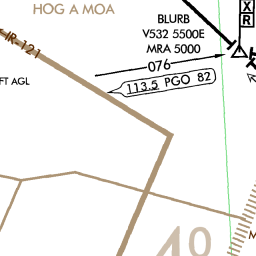 HOG A MOA
BLURB
V532 5500E
MRA 5000
X
R
IR-121
076
FT AGL
113.5 PGO 82
40